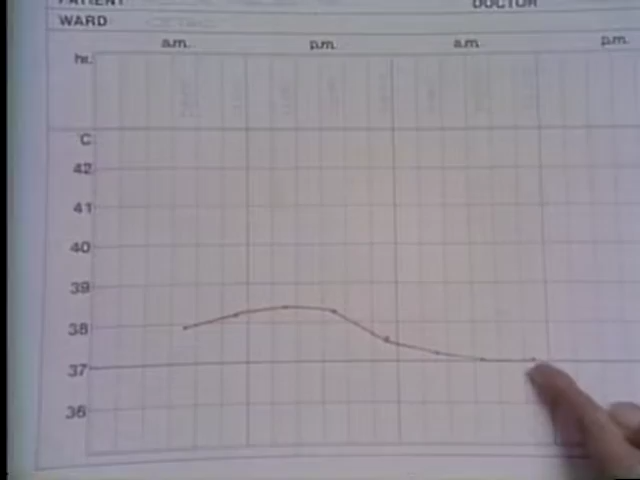 PATIENT DOCTOR
WARD
a.m. p.m. a.m. p.m.
hr.
C
42
41
40
39
38
37
36